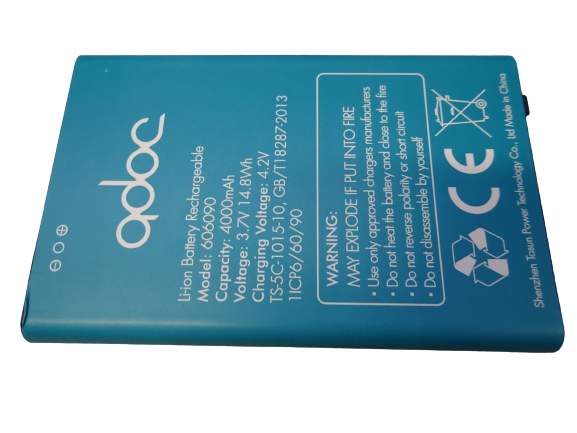 qdoc
Li-ion Battery Rechargeable
Model: 606090
Capacity: 4000mAh
Voltage: 3.7V 14.8Wh
Charging Voltage: 4.2V
TS-5C-1015-10, GB/T18287-2013
1ICP6/60/90
WARNING:
MAY EXPLODE IF PUT INTO FIRE
• Use only approved chargers manufacturers
• Do not heat the battery and close to the fire
• Do not reverse polarity or short circuit
• Do not disassemble by yourself
CE
Shenzhen Tosun Power Technology Co., Ltd Made in China